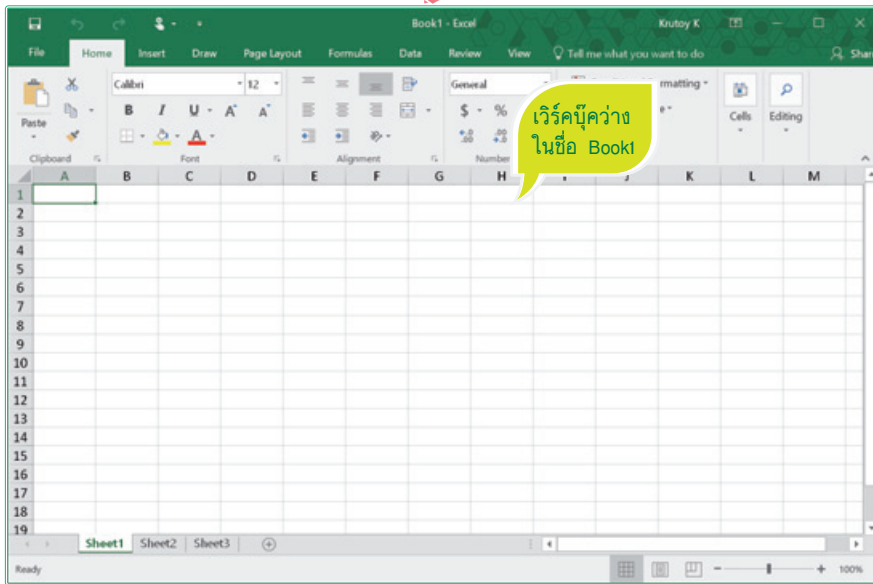 Book1 - Excel Krutoy K
File Home Insert Draw Page Layout Formulas Data Review View Tell me what you want to do Shar
Calibri 12 General matting
B I U A A A $ %
Paste Cells Editing
Clipboard Font Alignment Number
เวิร์คบุ๊คว่าง
ในชื่อ Book1
A B C D E F G H K L M
1
2
3
4
5
6
7
8
9
10
11
12
13
14
15
16
17
18
19
Sheet1 Sheet2 Sheet3
Ready 100%